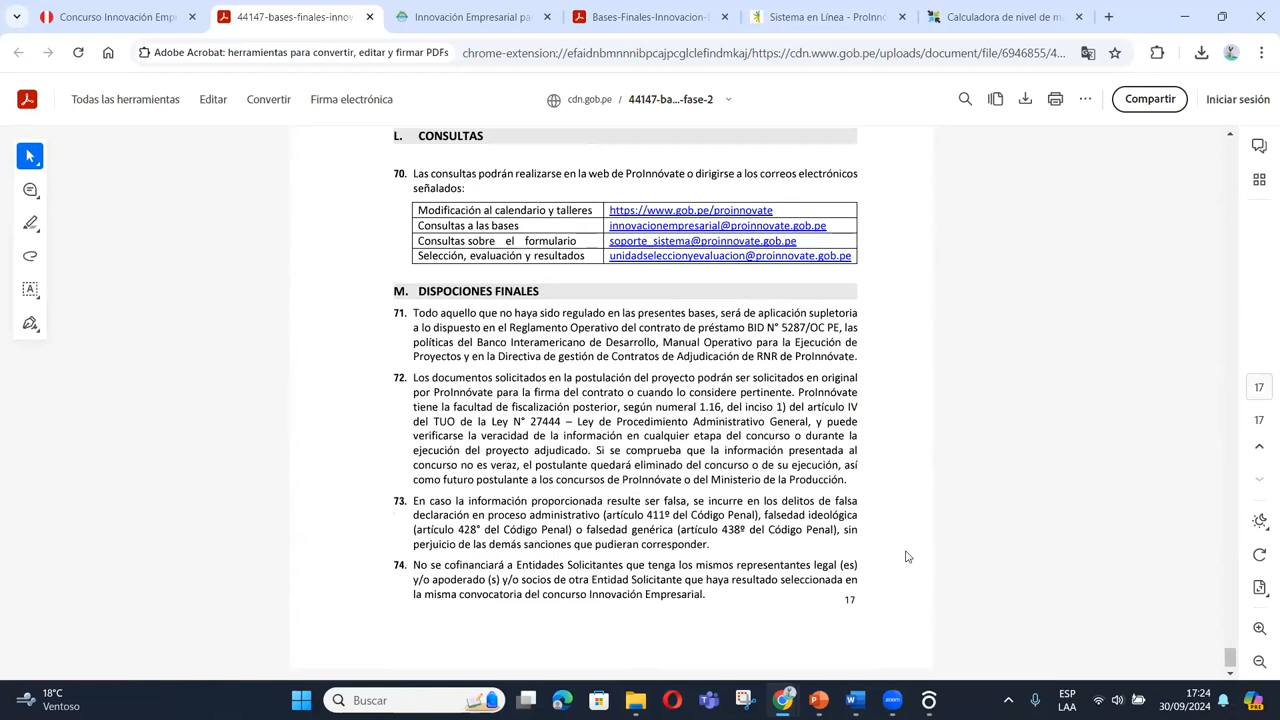 Concurso Innovación Emp
44147-bases-finales-innov
Innovación Empresarial pa
Bases-Finales-Innovacion-
Sistema en Línea - ProInn
Calculadora de nivel de m
Adobe Acrobat: herramientas para convertir, editar y firmar PDFs
chrome-extension://efaidnbmnnnibpcajpcglclefindmkaj/https://cdn.www.gob.pe/uploads/document/file/6946855/4...
Todas las herramientas
Editar
Convertir
Firma electrónica
cdn.gob.pe / 44147-ba...-fase-2
Compartir
Iniciar sesión
L. CONSULTAS
70. Las consultas podrán realizarse en la web de ProInnóvate o dirigirse a los correos electrónicos
señalados:
Modificación al calendario y talleres https://www.gob.pe/proinnovate
Consultas a las bases innovacionempresarial@proinnovate.gob.pe
Consultas sobre el formulario soporte_sistema@proinnovate.gob.pe
Selección, evaluación y resultados unidadseleccionyevaluacion@proinnovate.gob.pe
M. DISPOCIONES FINALES
71. Todo aquello que no haya sido regulado en las presentes bases, será de aplicación supletoria
a lo dispuesto en el Reglamento Operativo del contrato de préstamo BID N° 5287/OC PE, las
políticas del Banco Interamericano de Desarrollo, Manual Operativo para la Ejecución de
Proyectos y en la Directiva de gestión de Contratos de Adjudicación de RNR de ProInnóvate.
72. Los documentos solicitados en la postulación del proyecto podrán ser solicitados en original
por ProInnóvate para la firma del contrato o cuando lo considere pertinente. ProInnóvate
tiene la facultad de fiscalización posterior, según numeral 1.16, del inciso 1) del artículo IV
del TUO de la Ley N° 27444 – Ley de Procedimiento Administrativo General, y puede
verificarse la veracidad de la información en cualquier etapa del concurso o durante la
ejecución del proyecto adjudicado. Si se comprueba que la información presentada al
concurso no es veraz, el postulante quedará eliminado del concurso o de su ejecución, así
como futuro postulante a los concursos de ProInnóvate o del Ministerio de la Producción.
73. En caso la información proporcionada resulte ser falsa, se incurre en los delitos de falsa
declaración en proceso administrativo (artículo 411º del Código Penal), falsedad ideológica
(artículo 428° del Código Penal) o falsedad genérica (artículo 438º del Código Penal), sin
perjuicio de las demás sanciones que pudieran corresponder.
74. No se cofinanciará a Entidades Solicitantes que tenga los mismos representantes legal (es)
y/o apoderado (s) y/o socios de otra Entidad Solicitante que haya resultado seleccionada en
la misma convocatoria del concurso Innovación Empresarial.
17
17
17
18°C
Ventoso
Buscar
ESP
LAA
17:24
30/09/2024